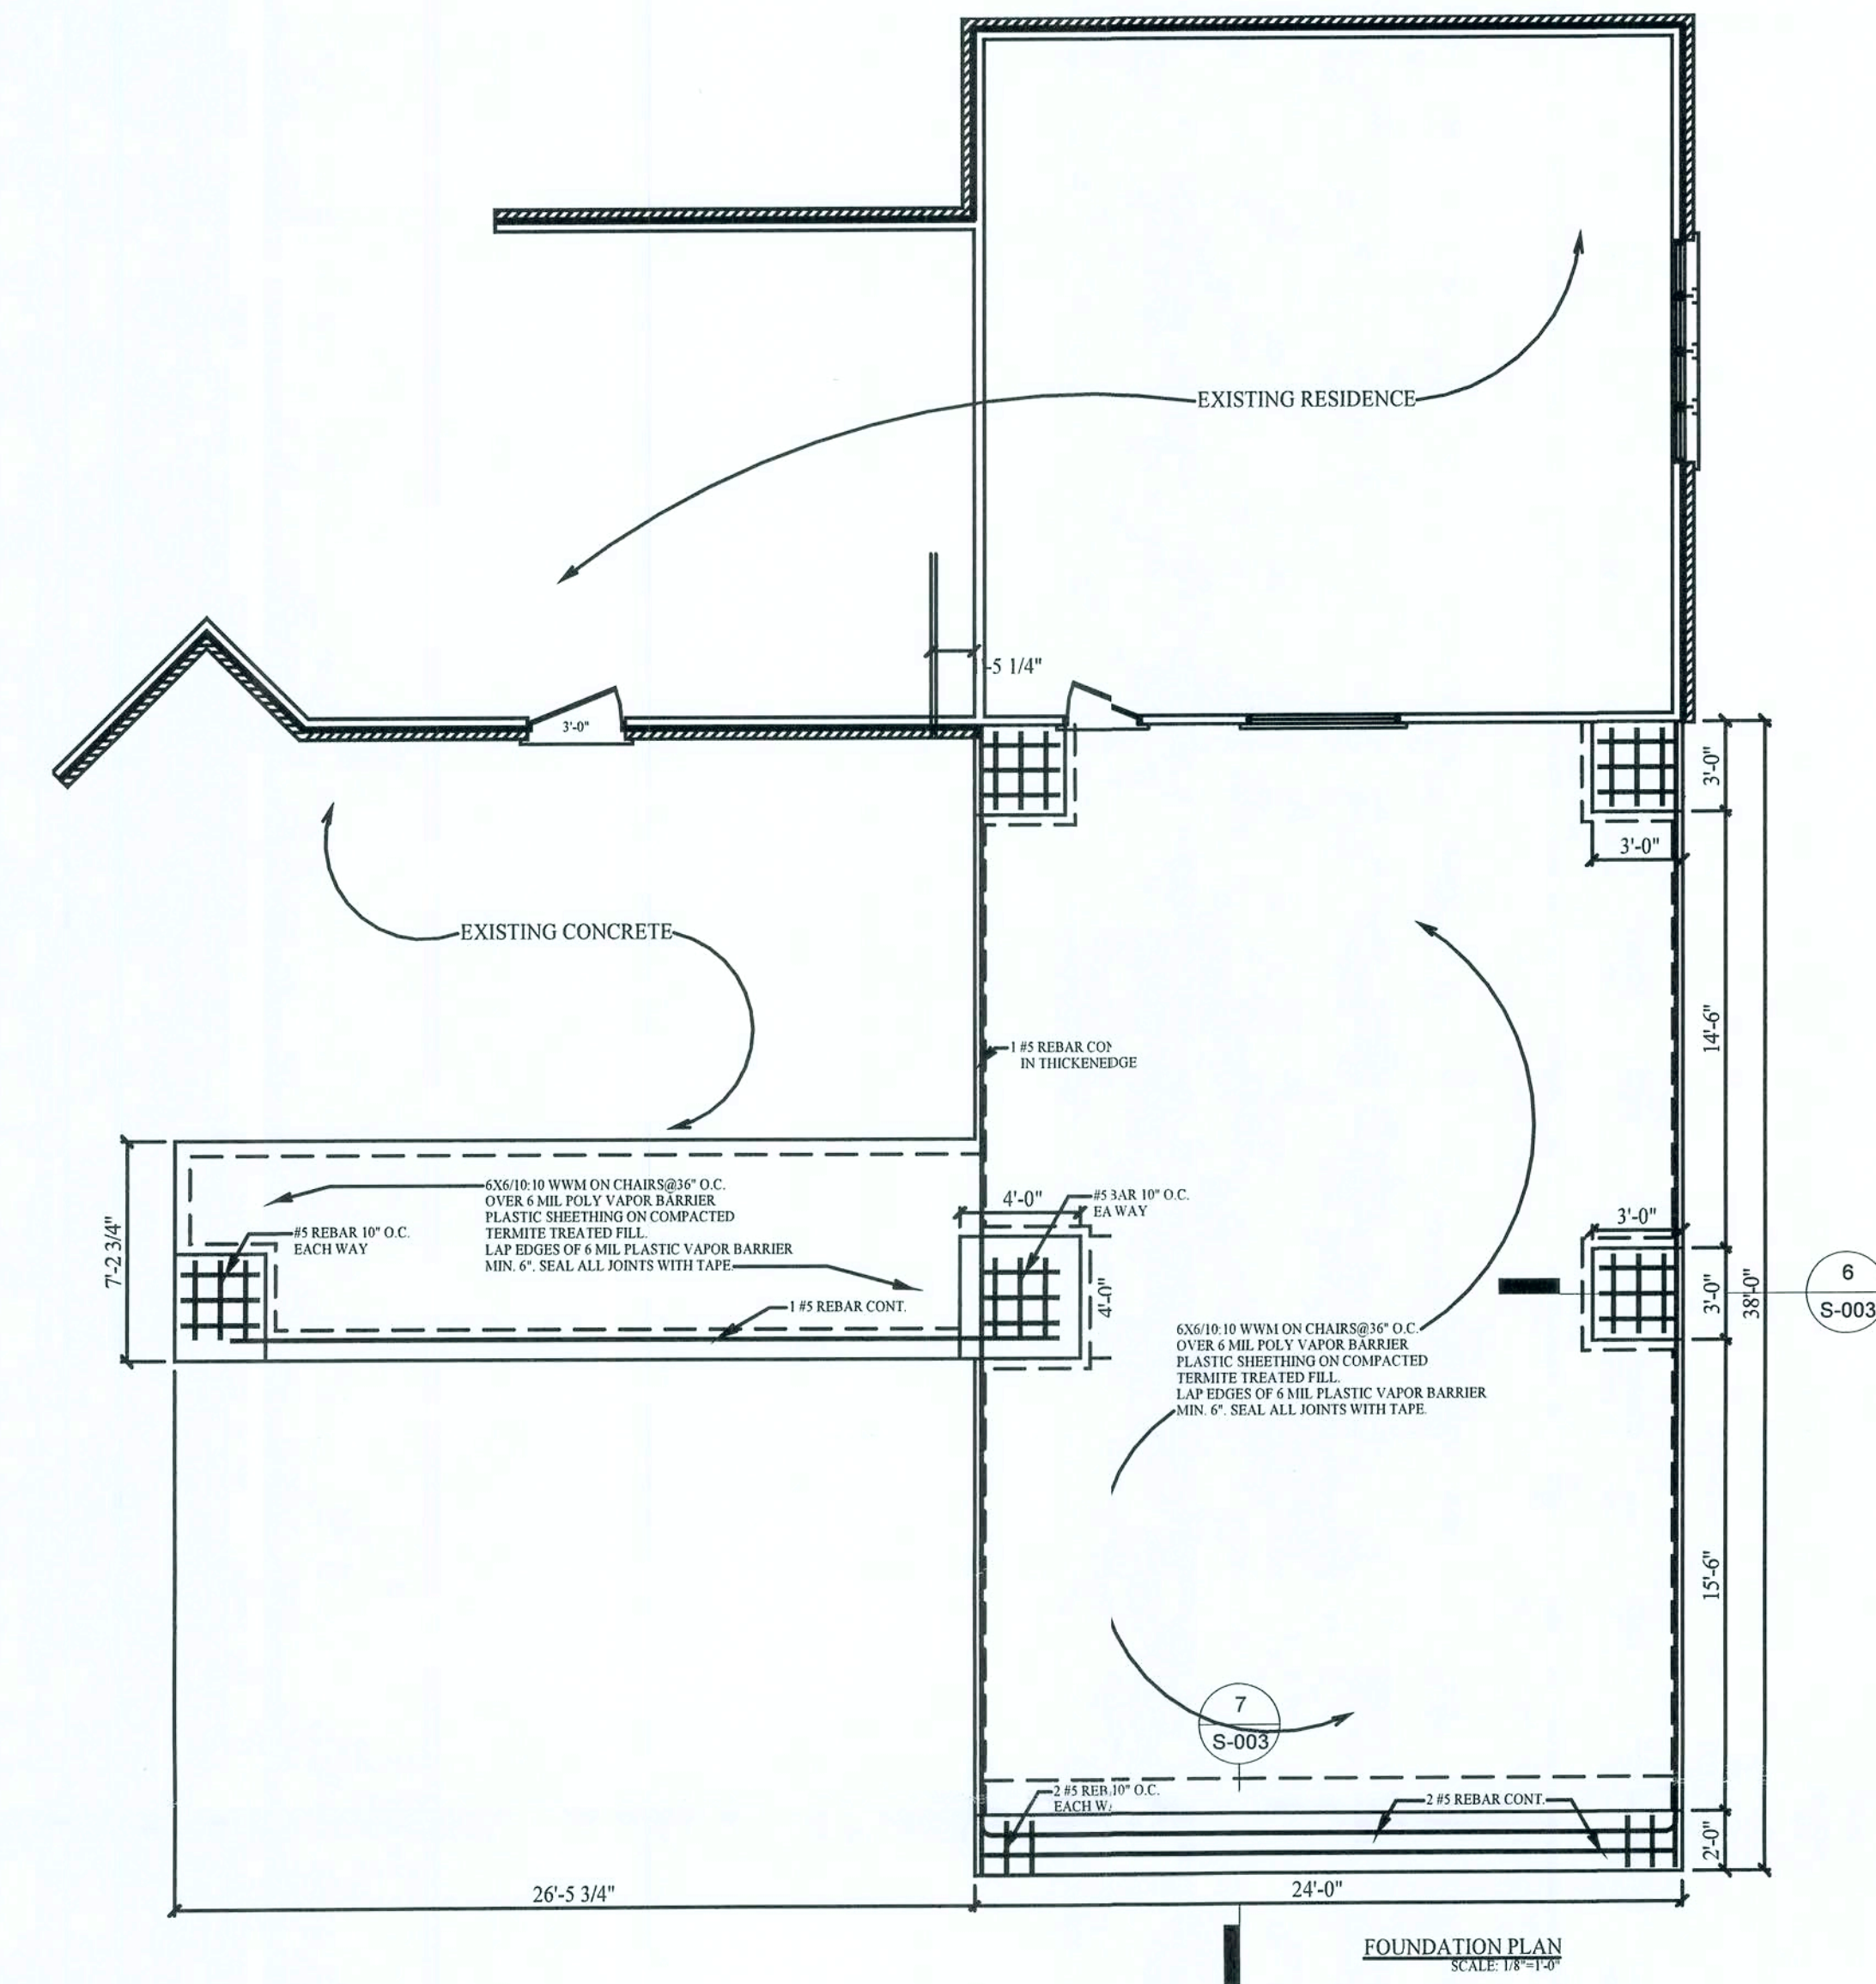 EXISTING RESIDENCE
-5 1/4"
3'-0"
3'-0"
3'-0"
EXISTING CONCRETE
14'-6"
1 #5 REBAR
IN
6X6/10:10 WWM ON CHAIRS@36" O.C.
OVER 6 MIL POLY VAPOR BARRIER
PLASTIC SHEETHING ON COMPACTED
TERMITE TREATED FILL.
LAP EDGES OF 6 MIL PLASTIC VAPOR BARRIER
MIN. 6". SEAL ALL JOINTS WITH TAPE.
#5 REBAR 10" O.C.
EACH WAY
7'-2 3/4"
1 #5 REBAR CONT.
4'-0"
#5 10" O.C.
EA WAY
4'-0"
3'-0"
3'-0"
38'-0"
6
S-003
6X6/10:10 WWM ON CHAIRS@36" O.C.
OVER 6 MIL POLY VAPOR BARRIER
PLASTIC SHEETHING ON COMPACTED
TERMITE TREATED FILL.
LAP EDGES OF 6 MIL PLASTIC VAPOR BARRIER
MIN. 6". SEAL ALL JOINTS WITH TAPE.
15'-6"
7
S-003
2 #5 10" O.C.
EACH
2 #5 REBAR CONT.
2'-0"
26'-5 3/4"
24'-0"
FOUNDATION PLAN
SCALE: 1/8"=1'-0"